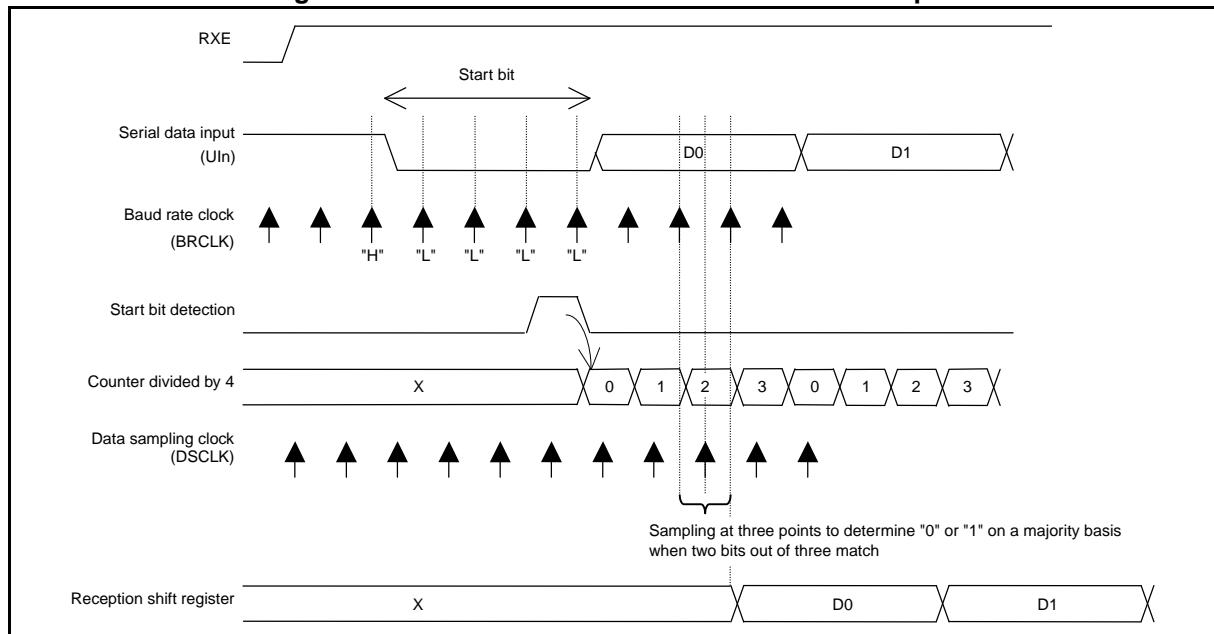 RXE
Start bit
Serial data input
(UIn)
D0 D1
Baud rate clock
(BRCLK)
"H" "L" "L" "L" "L"
Start bit detection
Counter divided by 4
X 0 1 2 3 0 1 2 3
Data sampling clock
(DSCLK)
Sampling at three points to determine "0" or "1" on a majority basis
when two bits out of three match
Reception shift register
X D0 D1